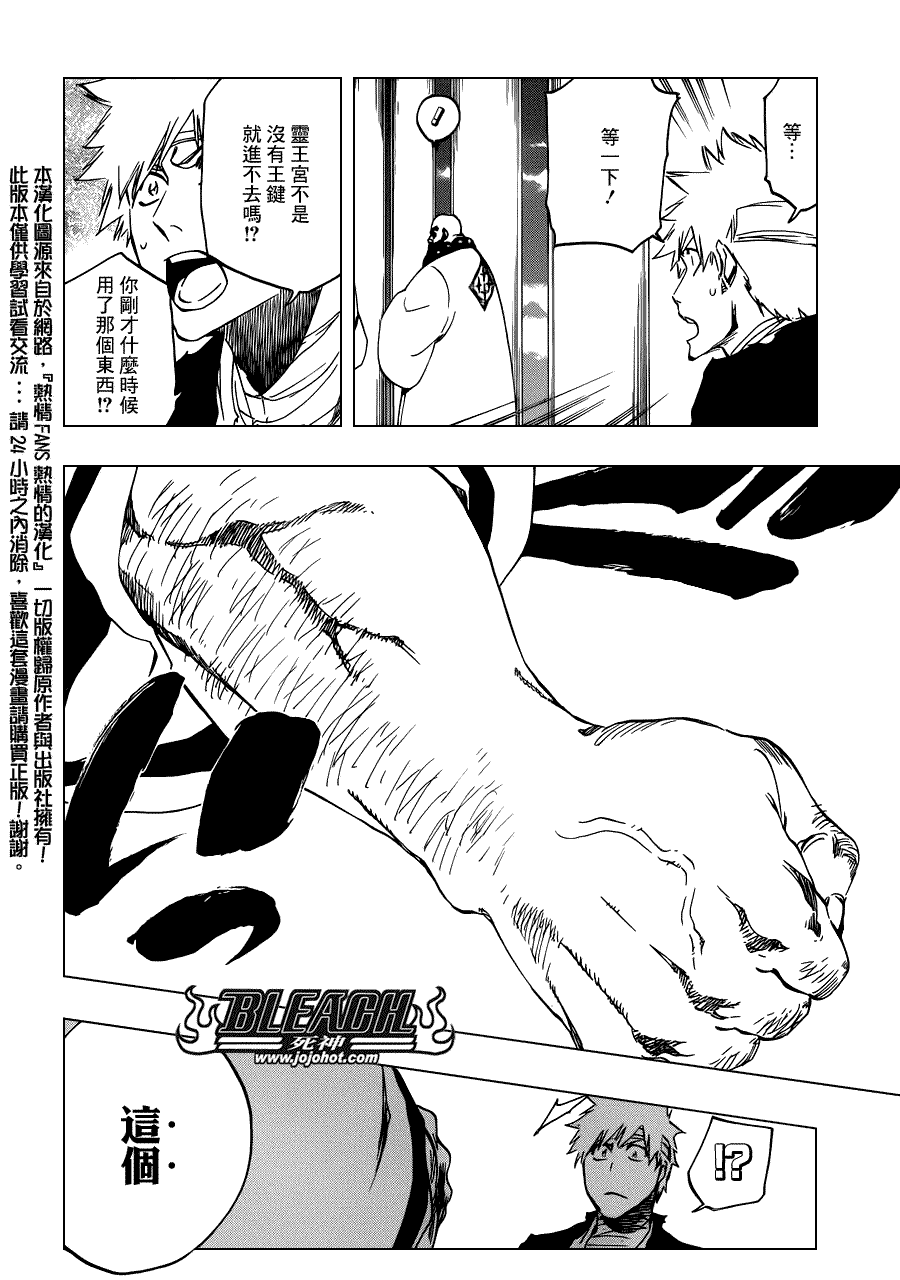 等…
等一下！
！
靈王宮不是
沒有王鍵
就進不去嗎!?
你剛才什麼時候
用了那個東西!?
!?
這個
BLEACH
死神
www.jojohot.com
本漢化圖源來自於網路，『熱情FANS熱情的漢化』一切版權歸原作者與出版社擁有！
此版本僅供學習試看交流…請24小時之內消除，喜歡這套漫畫請購買正版！謝謝。